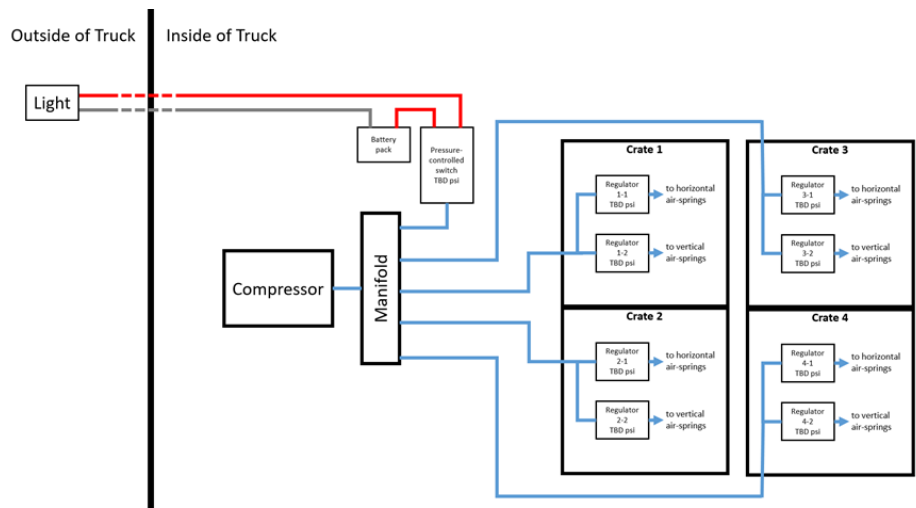 Outside of Truck
Inside of Truck
Light
Battery
pack
Pressure-
controlled
switch
TBD psi
Compressor
Manifold
Crate 1
Regulator
1-1
TBD psi
to horizontal
air-springs
Regulator
1-2
TBD psi
to vertical
air-springs
Crate 2
Regulator
2-1
TBD psi
to horizontal
air-springs
Regulator
2-2
TBD psi
to vertical
air-springs
Crate 3
Regulator
3-1
TBD psi
to horizontal
air-springs
Regulator
3-2
TBD psi
to vertical
air-springs
Crate 4
Regulator
4-1
TBD psi
to horizontal
air-springs
Regulator
4-2
TBD psi
to vertical
air-springs